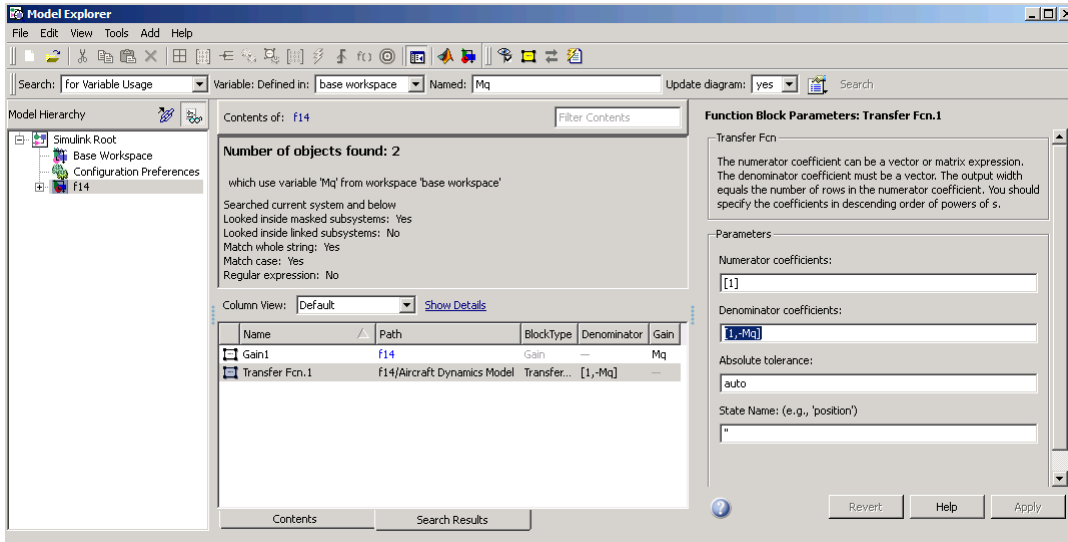 Model Explorer
File Edit View Tools Add Help
f()
Search: for Variable Usage Variable: Defined in: base workspace Named: Mq Update diagram: yes Search
Model Hierarchy
Simulink Root
Base Workspace
Configuration Preferences
f14
Contents of: f14 Filter Contents
Number of objects found: 2
which use variable 'Mq' from workspace 'base workspace'
Searched current system and below
Looked inside masked subsystems: Yes
Looked inside linked subsystems: No
Match whole string: Yes
Match case: Yes
Regular expression: No
Column View: Default Show Details
Name Path BlockType Denominator Gain
Gain1 f14 Gain — Mq
Transfer Fcn.1 f14/Aircraft Dynamics Model Transfer... [1,-Mq] —
Contents Search Results
Function Block Parameters: Transfer Fcn.1
Transfer Fcn
The numerator coefficient can be a vector or matrix expression.
The denominator coefficient must be a vector. The output width
equals the number of rows in the numerator coefficient. You should
specify the coefficients in descending order of powers of s.
Parameters
Numerator coefficients:
[1]
Denominator coefficients:
[1,-Mq]
Absolute tolerance:
auto
State Name: (e.g., 'position')
''
? Revert Help Apply